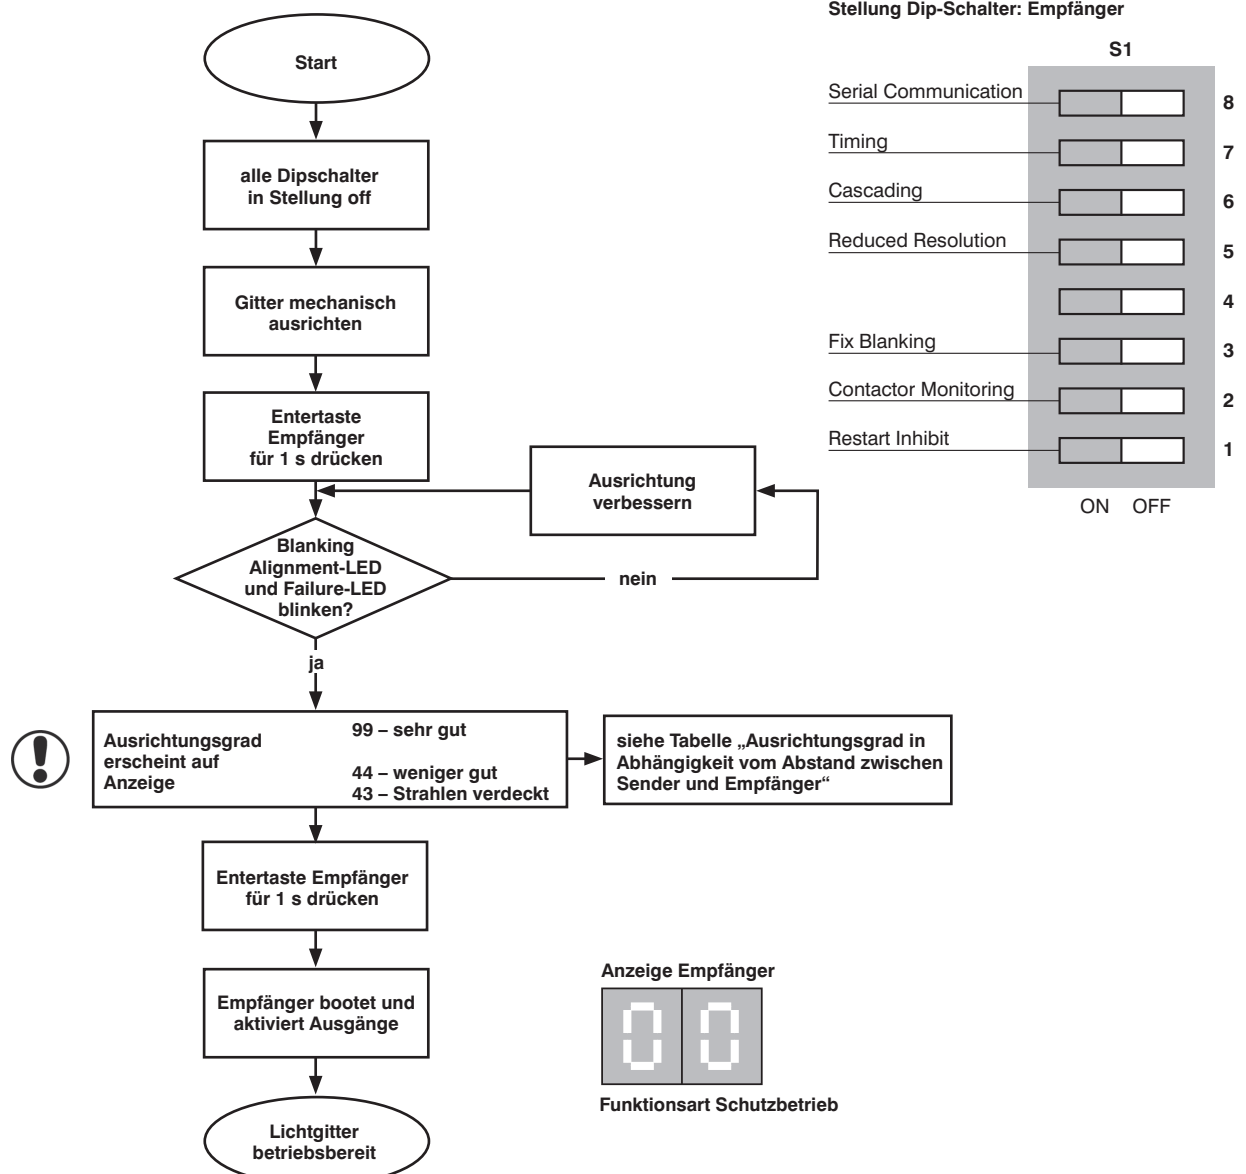 Start
alle Dipschalter
in Stellung off
Gitter mechanisch
ausrichten
Entertaste
Empfänger
für 1 s drücken
Ausrichtung
verbessern
Blanking
Alignment-LED
und Failure-LED
blinken?
nein
ja
Ausrichtungsgrad
erscheint auf
Anzeige
99 – sehr gut
44 – weniger gut
43 – Strahlen verdeckt
siehe Tabelle „Ausrichtungsgrad in
Abhängigkeit vom Abstand zwischen
Sender und Empfänger“
Entertaste Empfänger
für 1 s drücken
Empfänger bootet und
aktiviert Ausgänge
Lichtgitter
betriebsbereit
Stellung Dip-Schalter: Empfänger
S1
Serial Communication 8
Timing 7
Cascading 6
Reduced Resolution 5
4
Fix Blanking 3
Contactor Monitoring 2
Restart Inhibit 1
ON OFF
Anzeige Empfänger
00
Funktionsart Schutzbetrieb